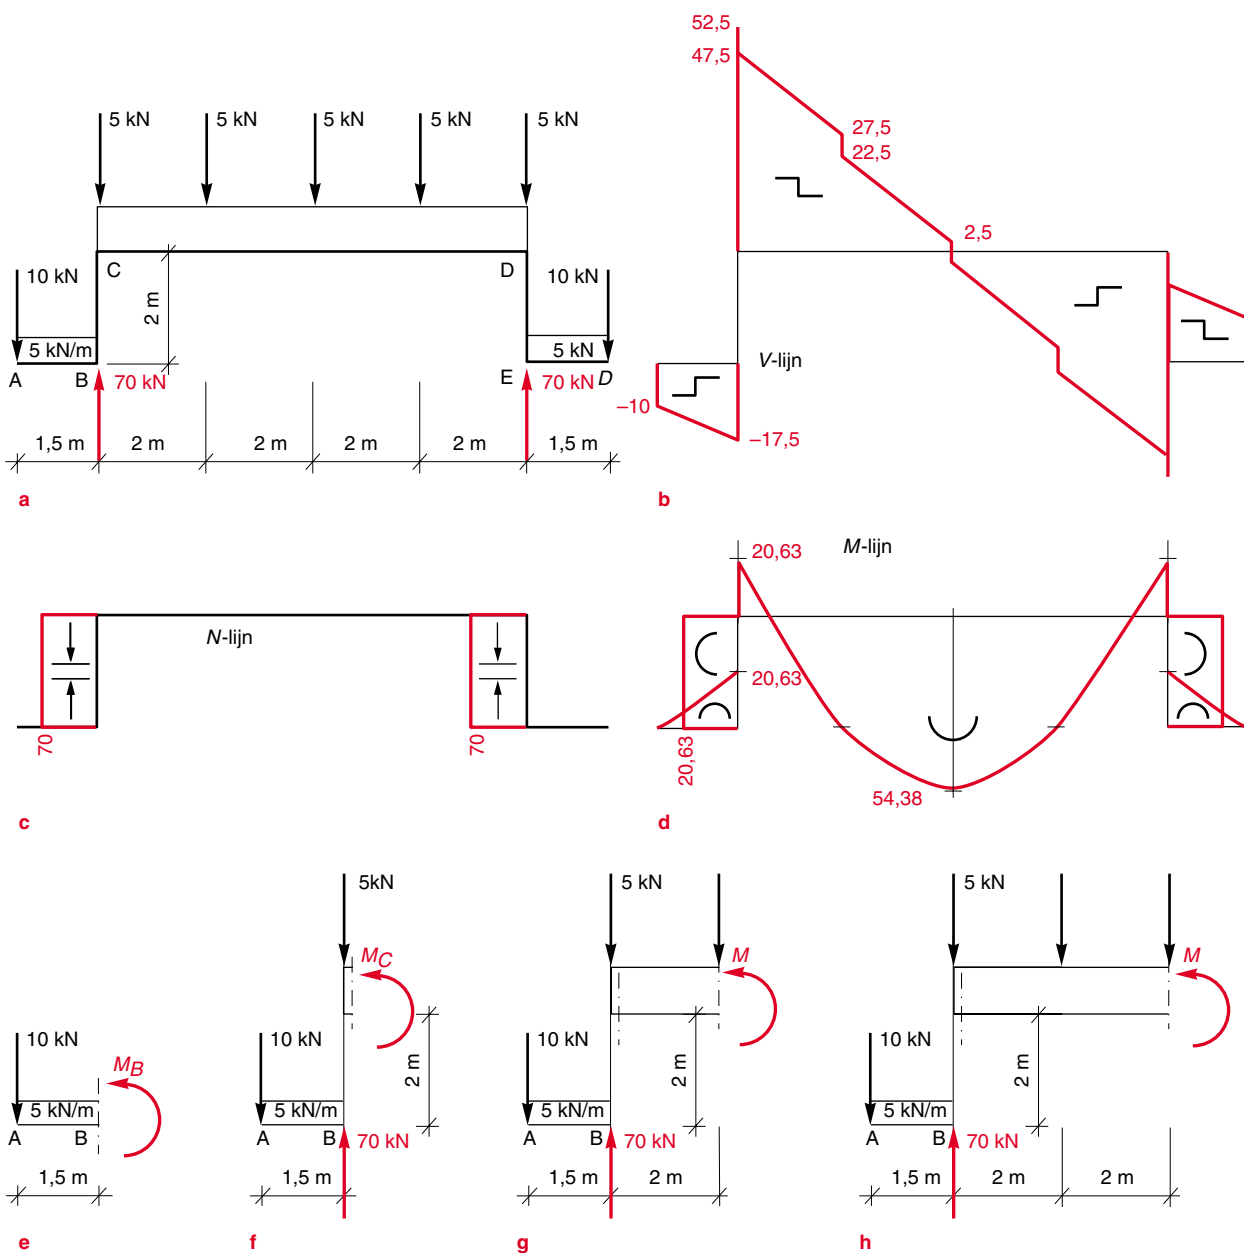 5 kN 5 kN 5 kN 5 kN 5 kN
10 kN C D 10 kN
2 m
5 kN/m 5 kN
A B 70 kN E 70 kN D
1,5 m 2 m 2 m 2 m 2 m 1,5 m
a
52,5
47,5
27,5
22,5
2,5
V-lijn
–10
–17,5
b
N-lijn
70 70
c
20,63 M-lijn
20,63
20,63
54,38
d
10 kN
MB
5 kN/m
A B
1,5 m
e
5kN
MC
10 kN
2 m
5 kN/m
A B 70 kN
1,5 m
f
5 kN
M
10 kN
2 m
5 kN/m
A B 70 kN
1,5 m 2 m
g
5 kN
M
10 kN
2 m
5 kN/m
A B 70 kN
1,5 m 2 m 2 m
h